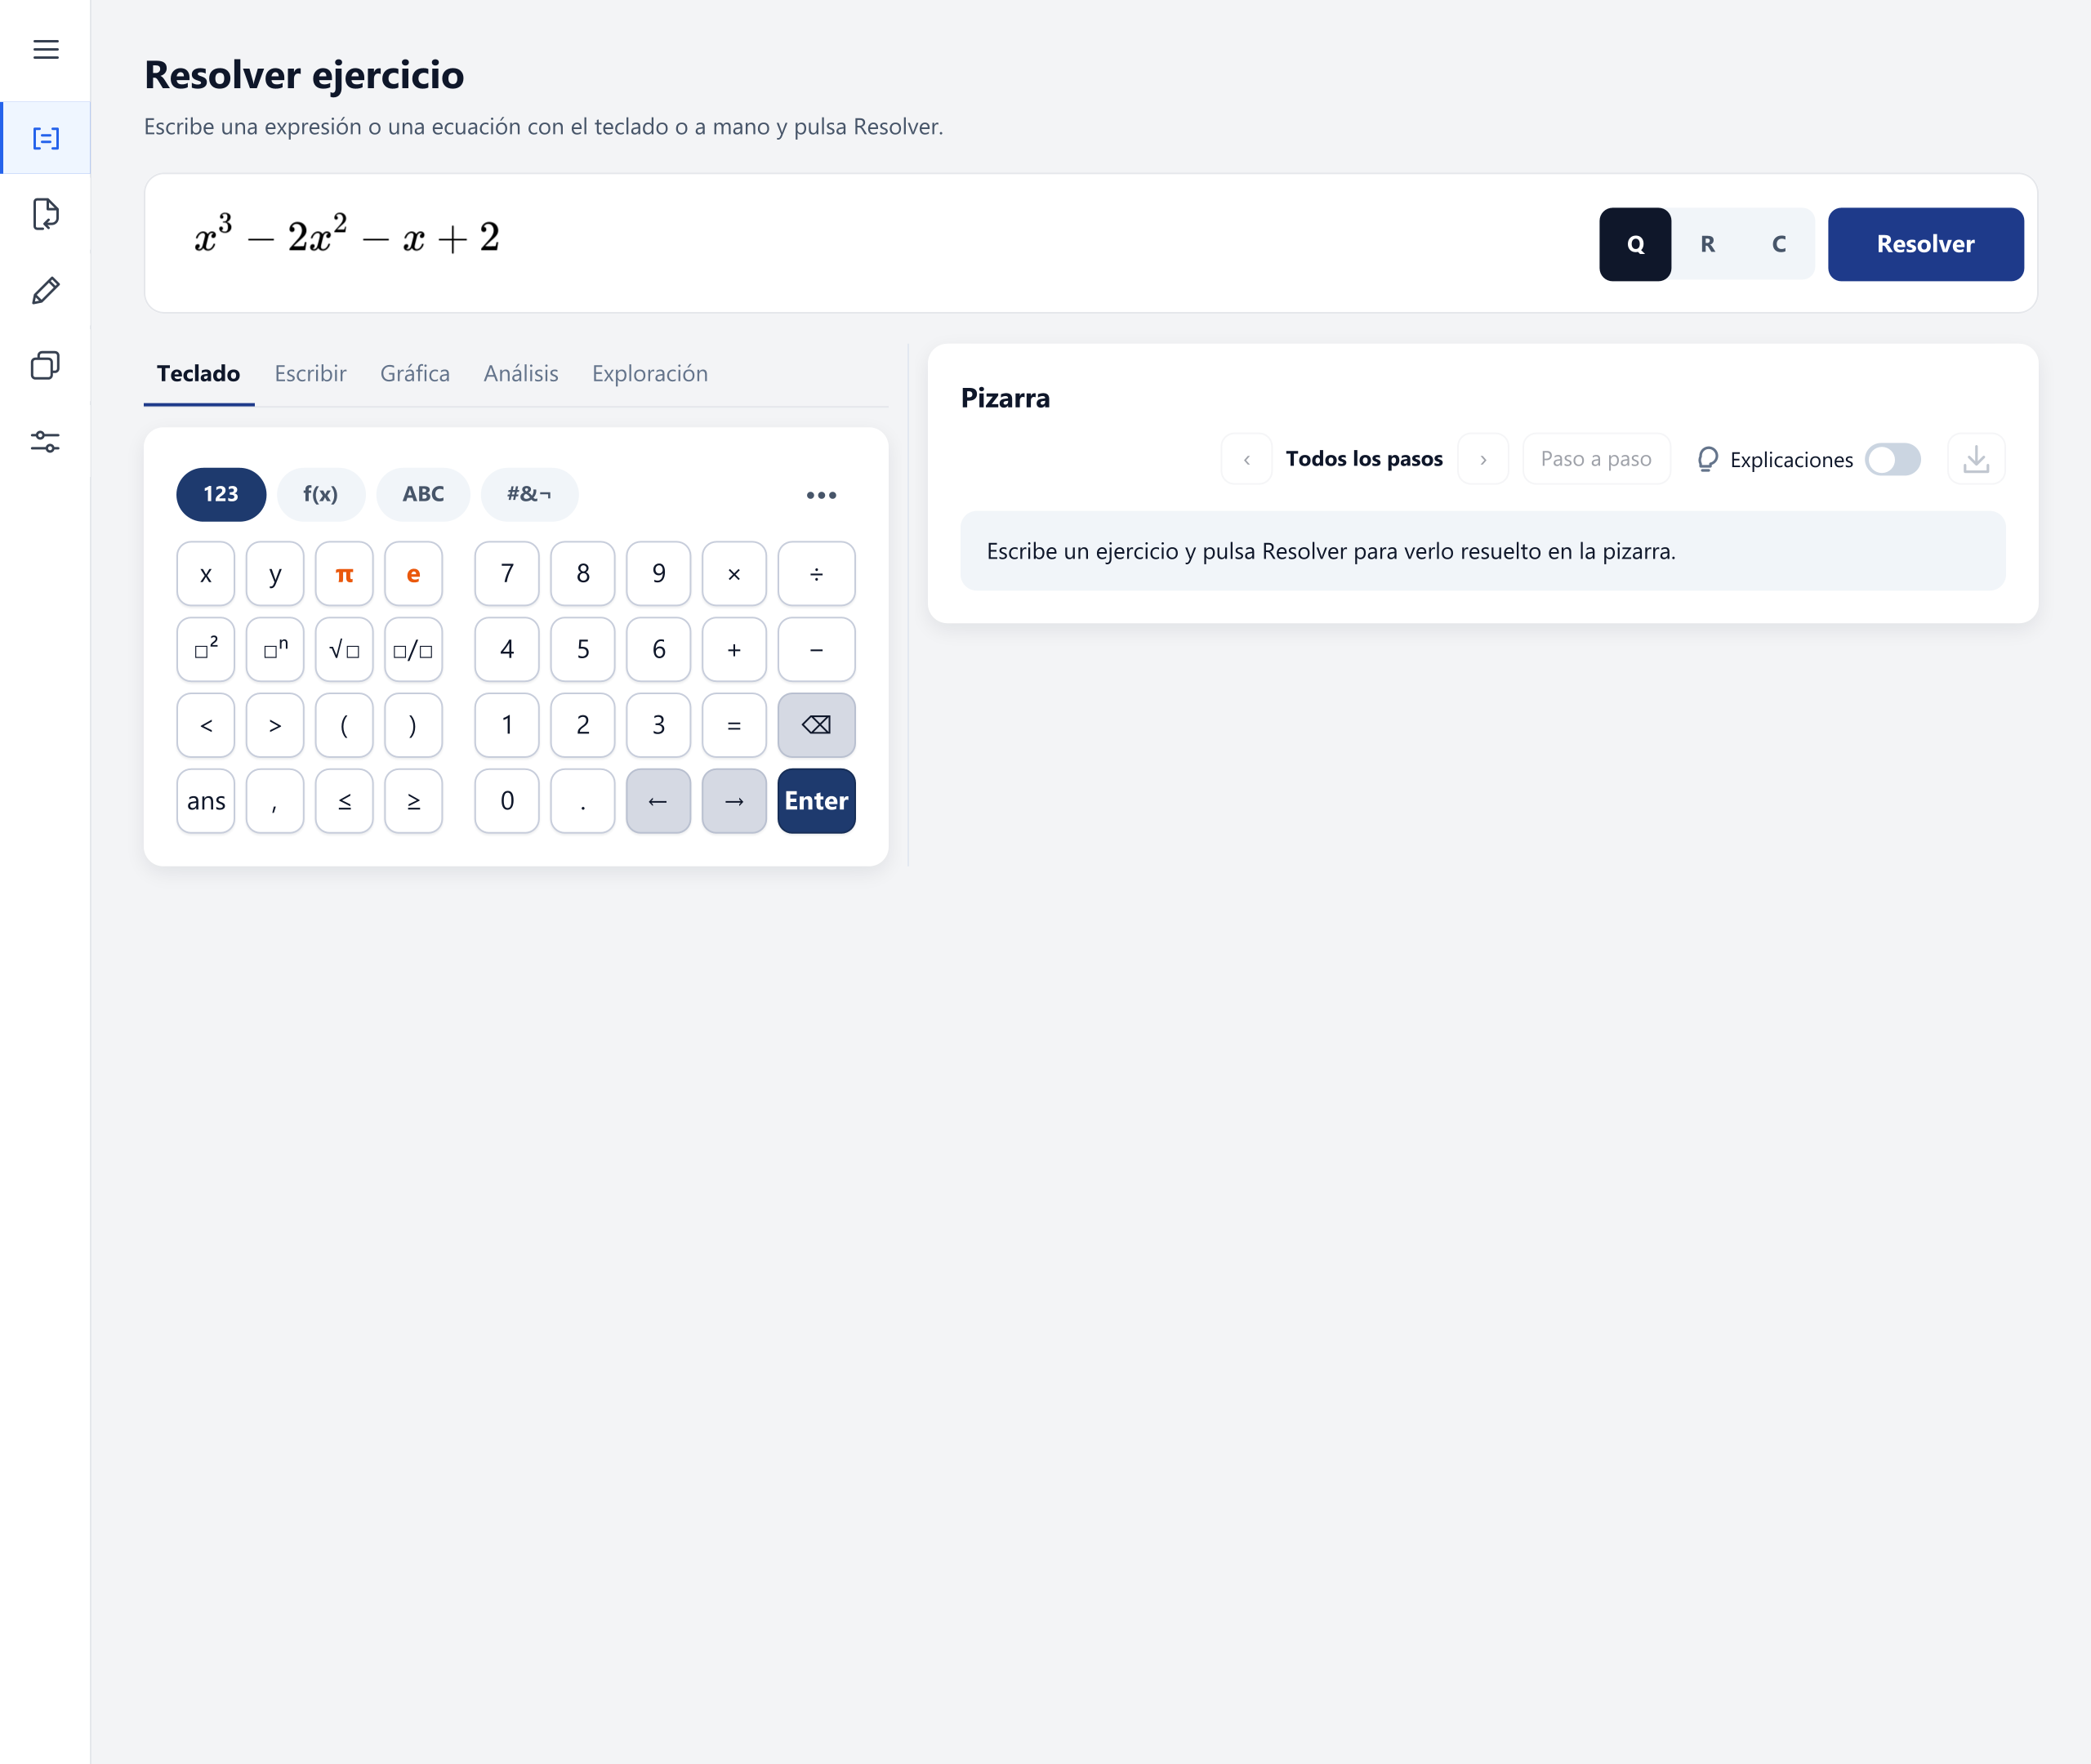 Resolver ejercicio
Escribe una expresión o una ecuación con el teclado o a mano y pulsa Resolver.
x³ − 2x² − x + 2
Q R C Resolver
Teclado Escribir Gráfica Análisis Exploración
123 f(x) ABC #&¬ •••
x y π e 7 8 9 × ÷
□² □ⁿ √□ □/□ 4 5 6 + −
< > ( ) 1 2 3 = ⌫
ans , ≤ ≥ 0 . ← → Enter
Pizarra
‹ Todos los pasos › Paso a paso Explicaciones
Escribe un ejercicio y pulsa Resolver para verlo resuelto en la pizarra.